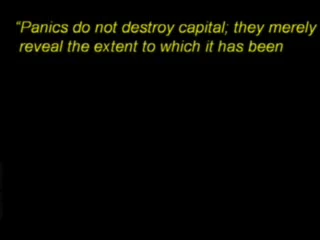 “Panics do not destroy capital; they merely
reveal the extent to which it has been